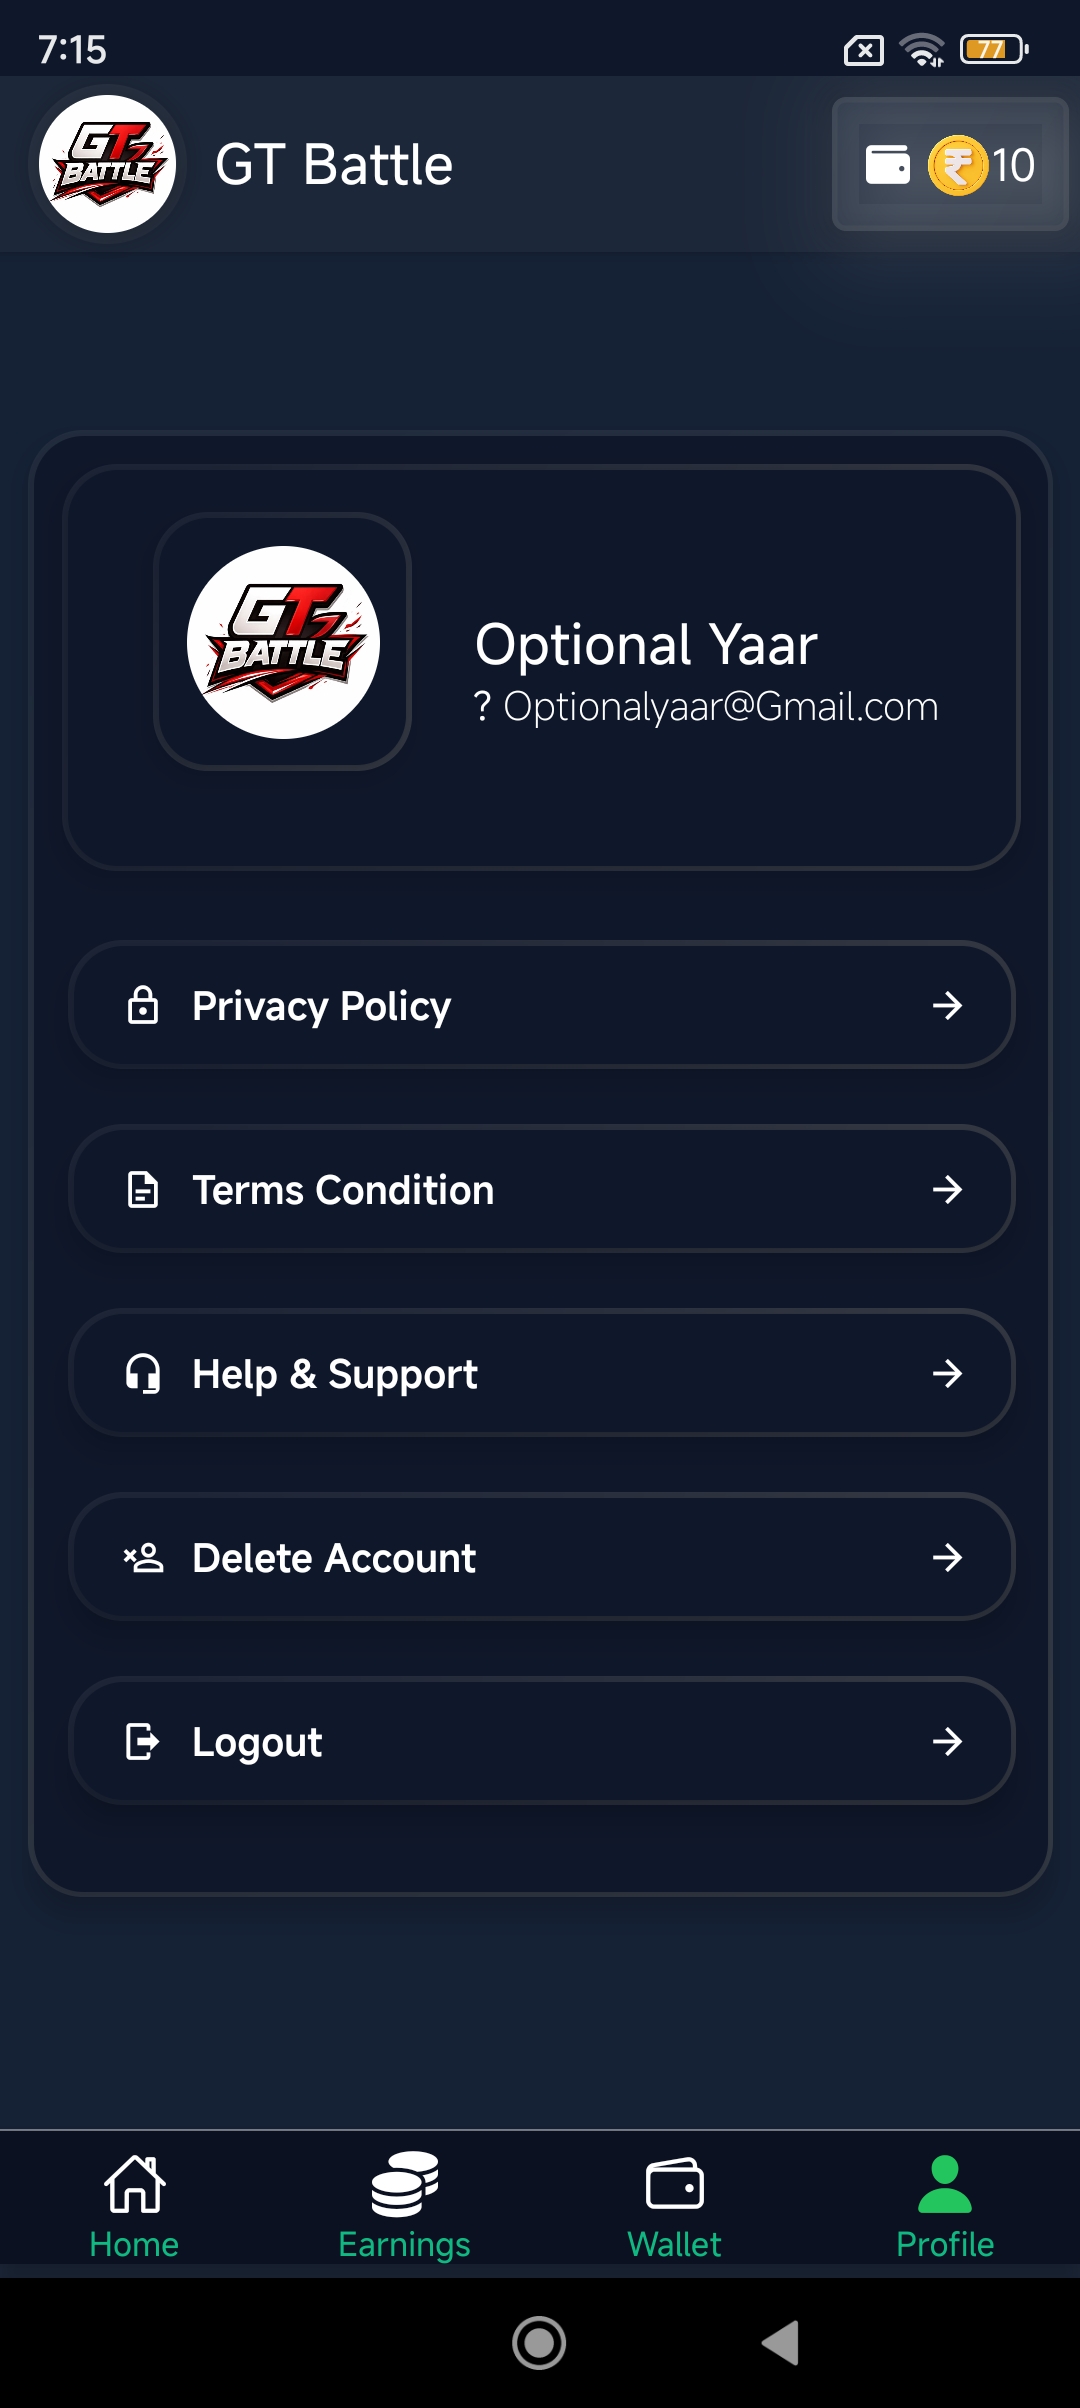 7:15
77
GT
BATTLE
GT Battle
₹ 10
GT
BATTLE
Optional Yaar
? Optionalyaar@Gmail.com
Privacy Policy
Terms Condition
Help & Support
Delete Account
Logout
Home
Earnings
Wallet
Profile